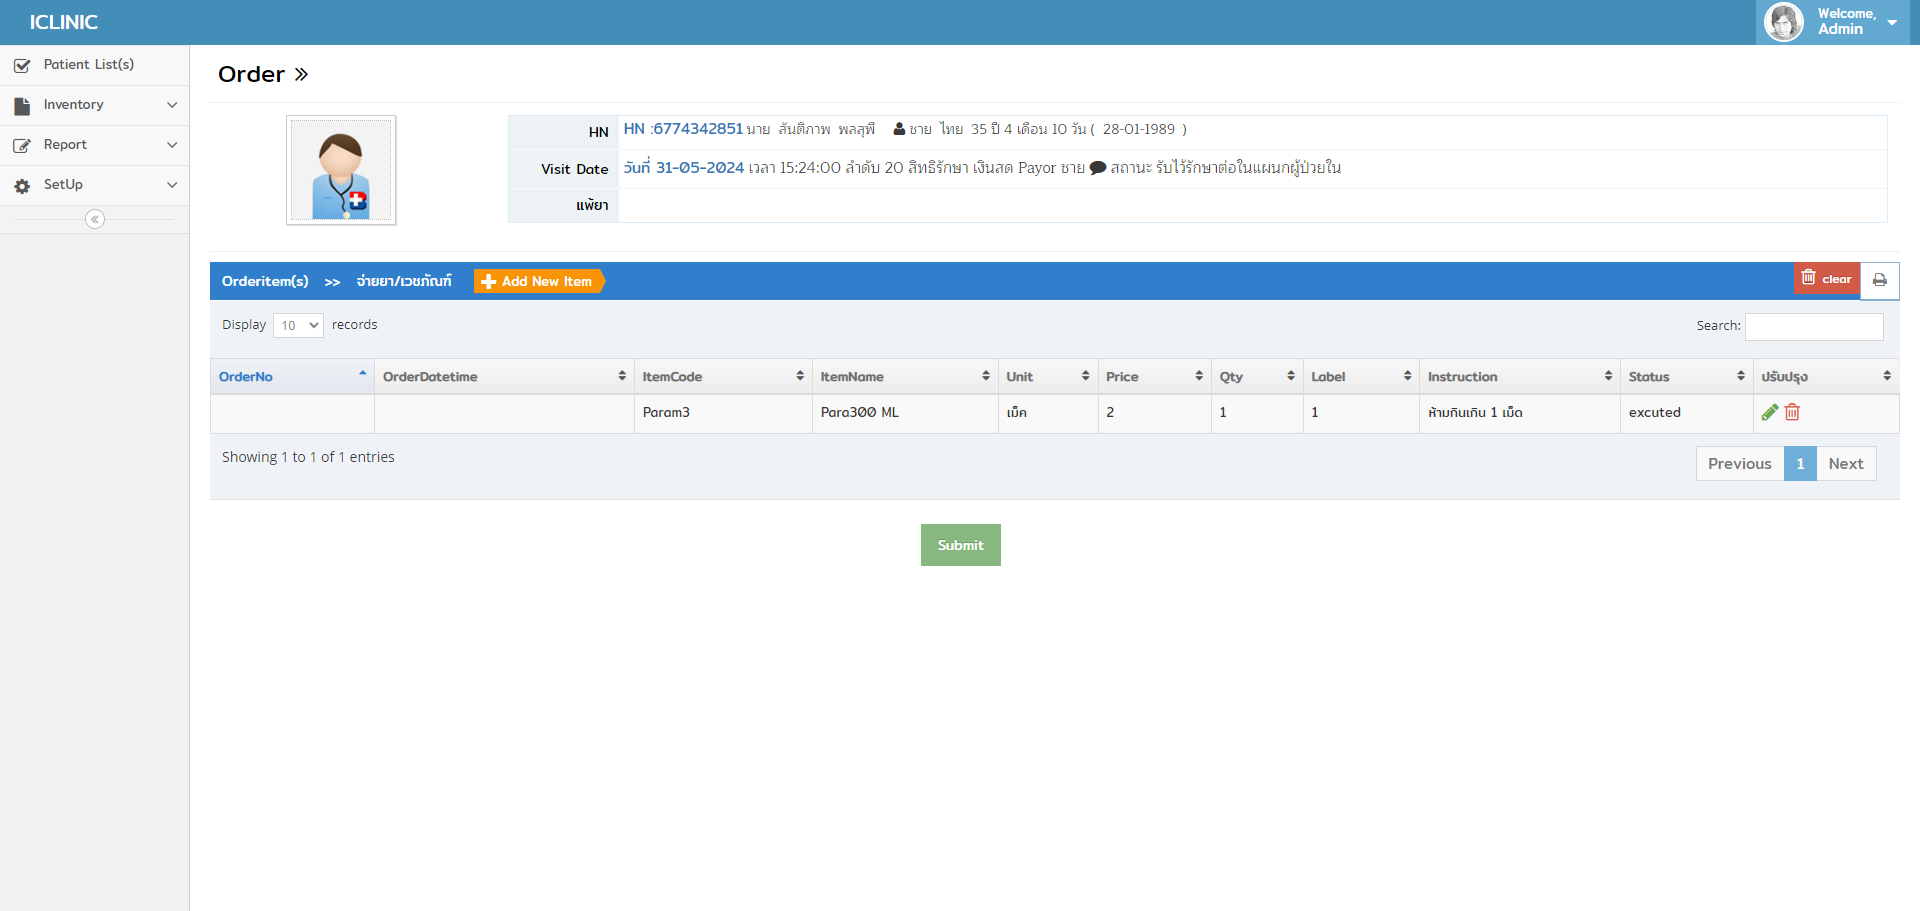 ICLINIC
Welcome,
Admin
Patient List(s)
Inventory
Report
SetUp
Order
HN
HN :6774342851 นาย สันติภาพ พลสุพี ชาย ไทย 35 ปี 4 เดือน 10 วัน ( 28-01-1989 )
Visit Date
วันที่ 31-05-2024 เวลา 15:24:00 ลำดับ 20 สิทธิรักษา เงินสด Payor ชาย สถานะ รับไว้รักษาต่อในแผนกผู้ป่วยใน
แพ้ยา
Orderitem(s) >> จ่ายยา/เวชภัณฑ์ Add New Item clear
Display 10 records Search:
OrderNo OrderDatetime ItemCode ItemName Unit Price Qty Label Instruction Status ปรับปรุง
Param3 Para300 ML เม็ค 2 1 1 ห้ามกินเกิน 1 เม็ด excuted
Showing 1 to 1 of 1 entries
Previous 1 Next
Submit